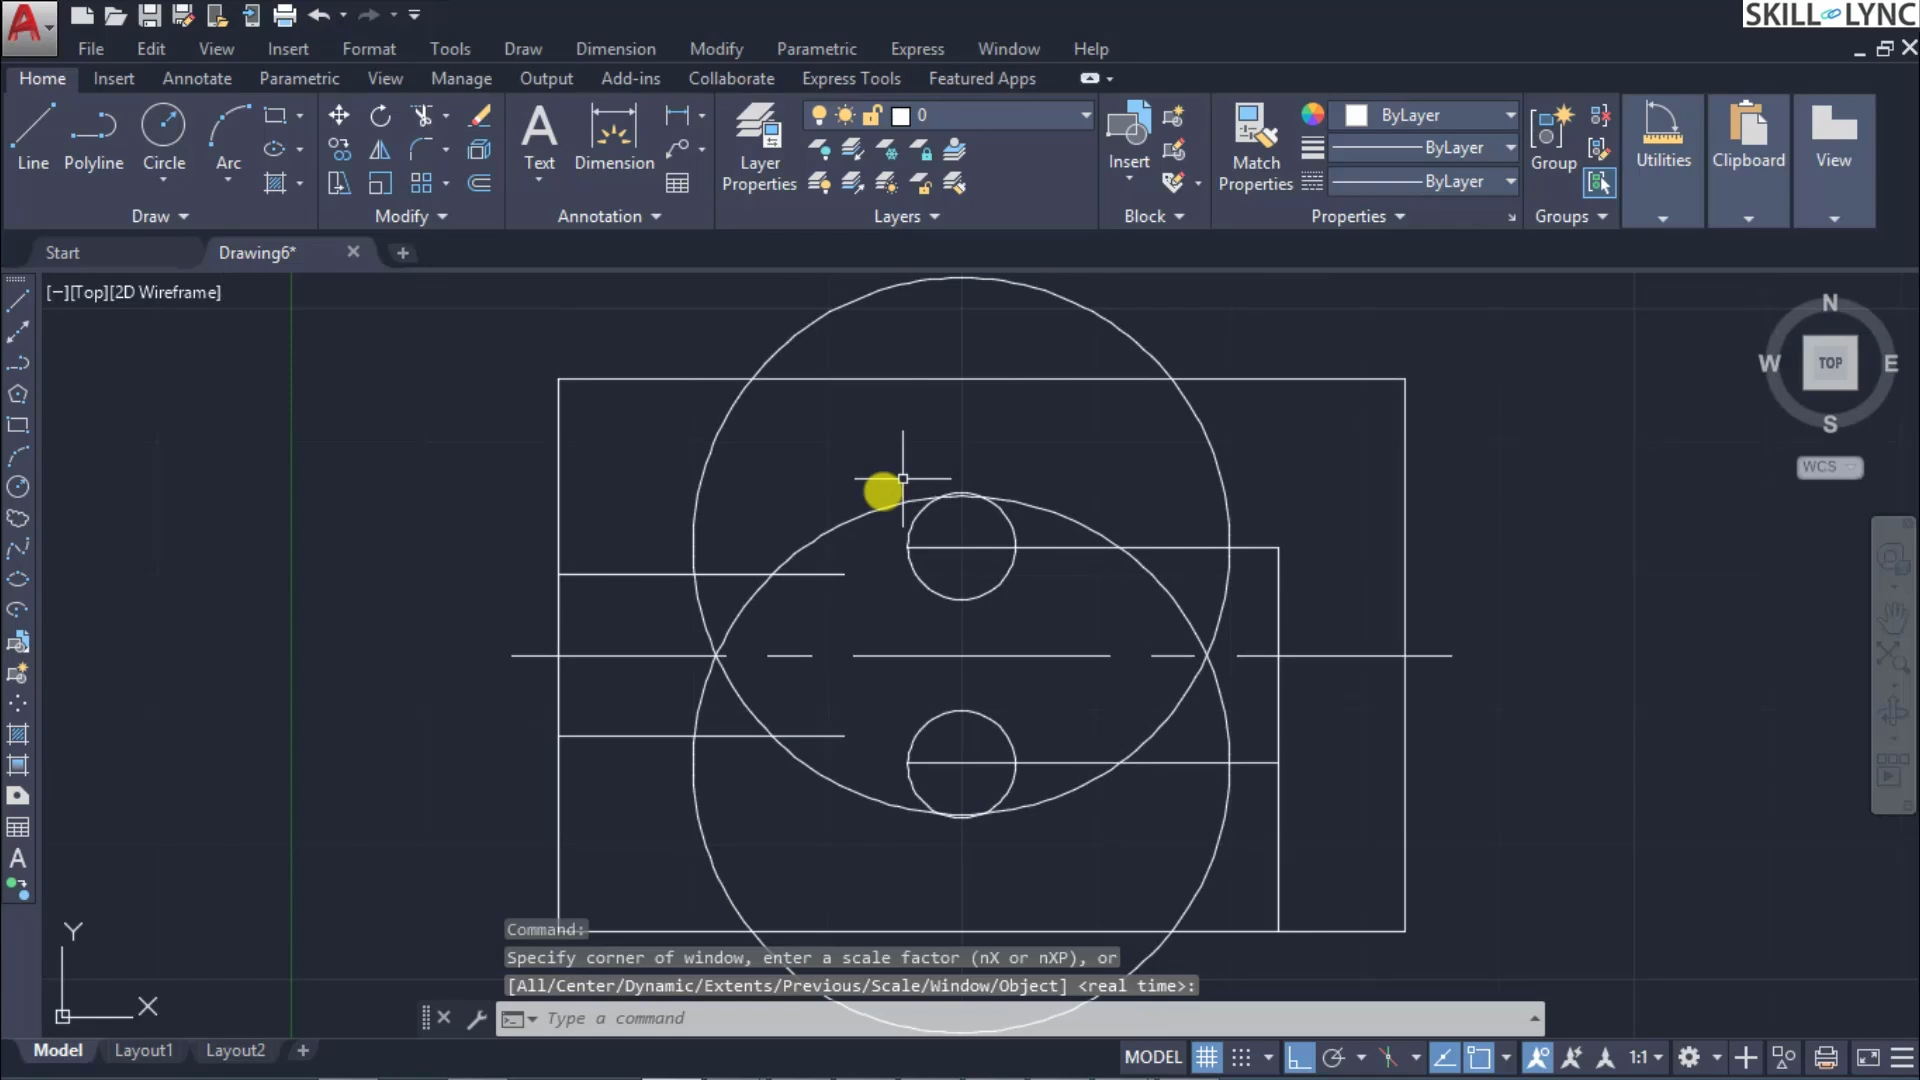 SKILL LYNC
File Edit View Insert Format Tools Draw Dimension Modify Parametric Express Window Help
Home Insert Annotate Parametric View Manage Output Add-ins Collaborate Express Tools Featured Apps
0
ByLayer
ByLayer
ByLayer
Line Polyline Circle Arc
Text Dimension
Layer Properties
Insert
Match Properties
Group
Utilities Clipboard View
Draw Modify Annotation Layers Block Properties Groups
Start Drawing6*
[−][Top][2D Wireframe]
N
W TOP E
S
WCS
A
Y
X
Command:
Specify corner of window, enter a scale factor (nX or nXP), or
[All/Center/Dynamic/Extents/Previous/Scale/Window/Object] <real time>:
Type a command
Model Layout1 Layout2
MODEL 1:1